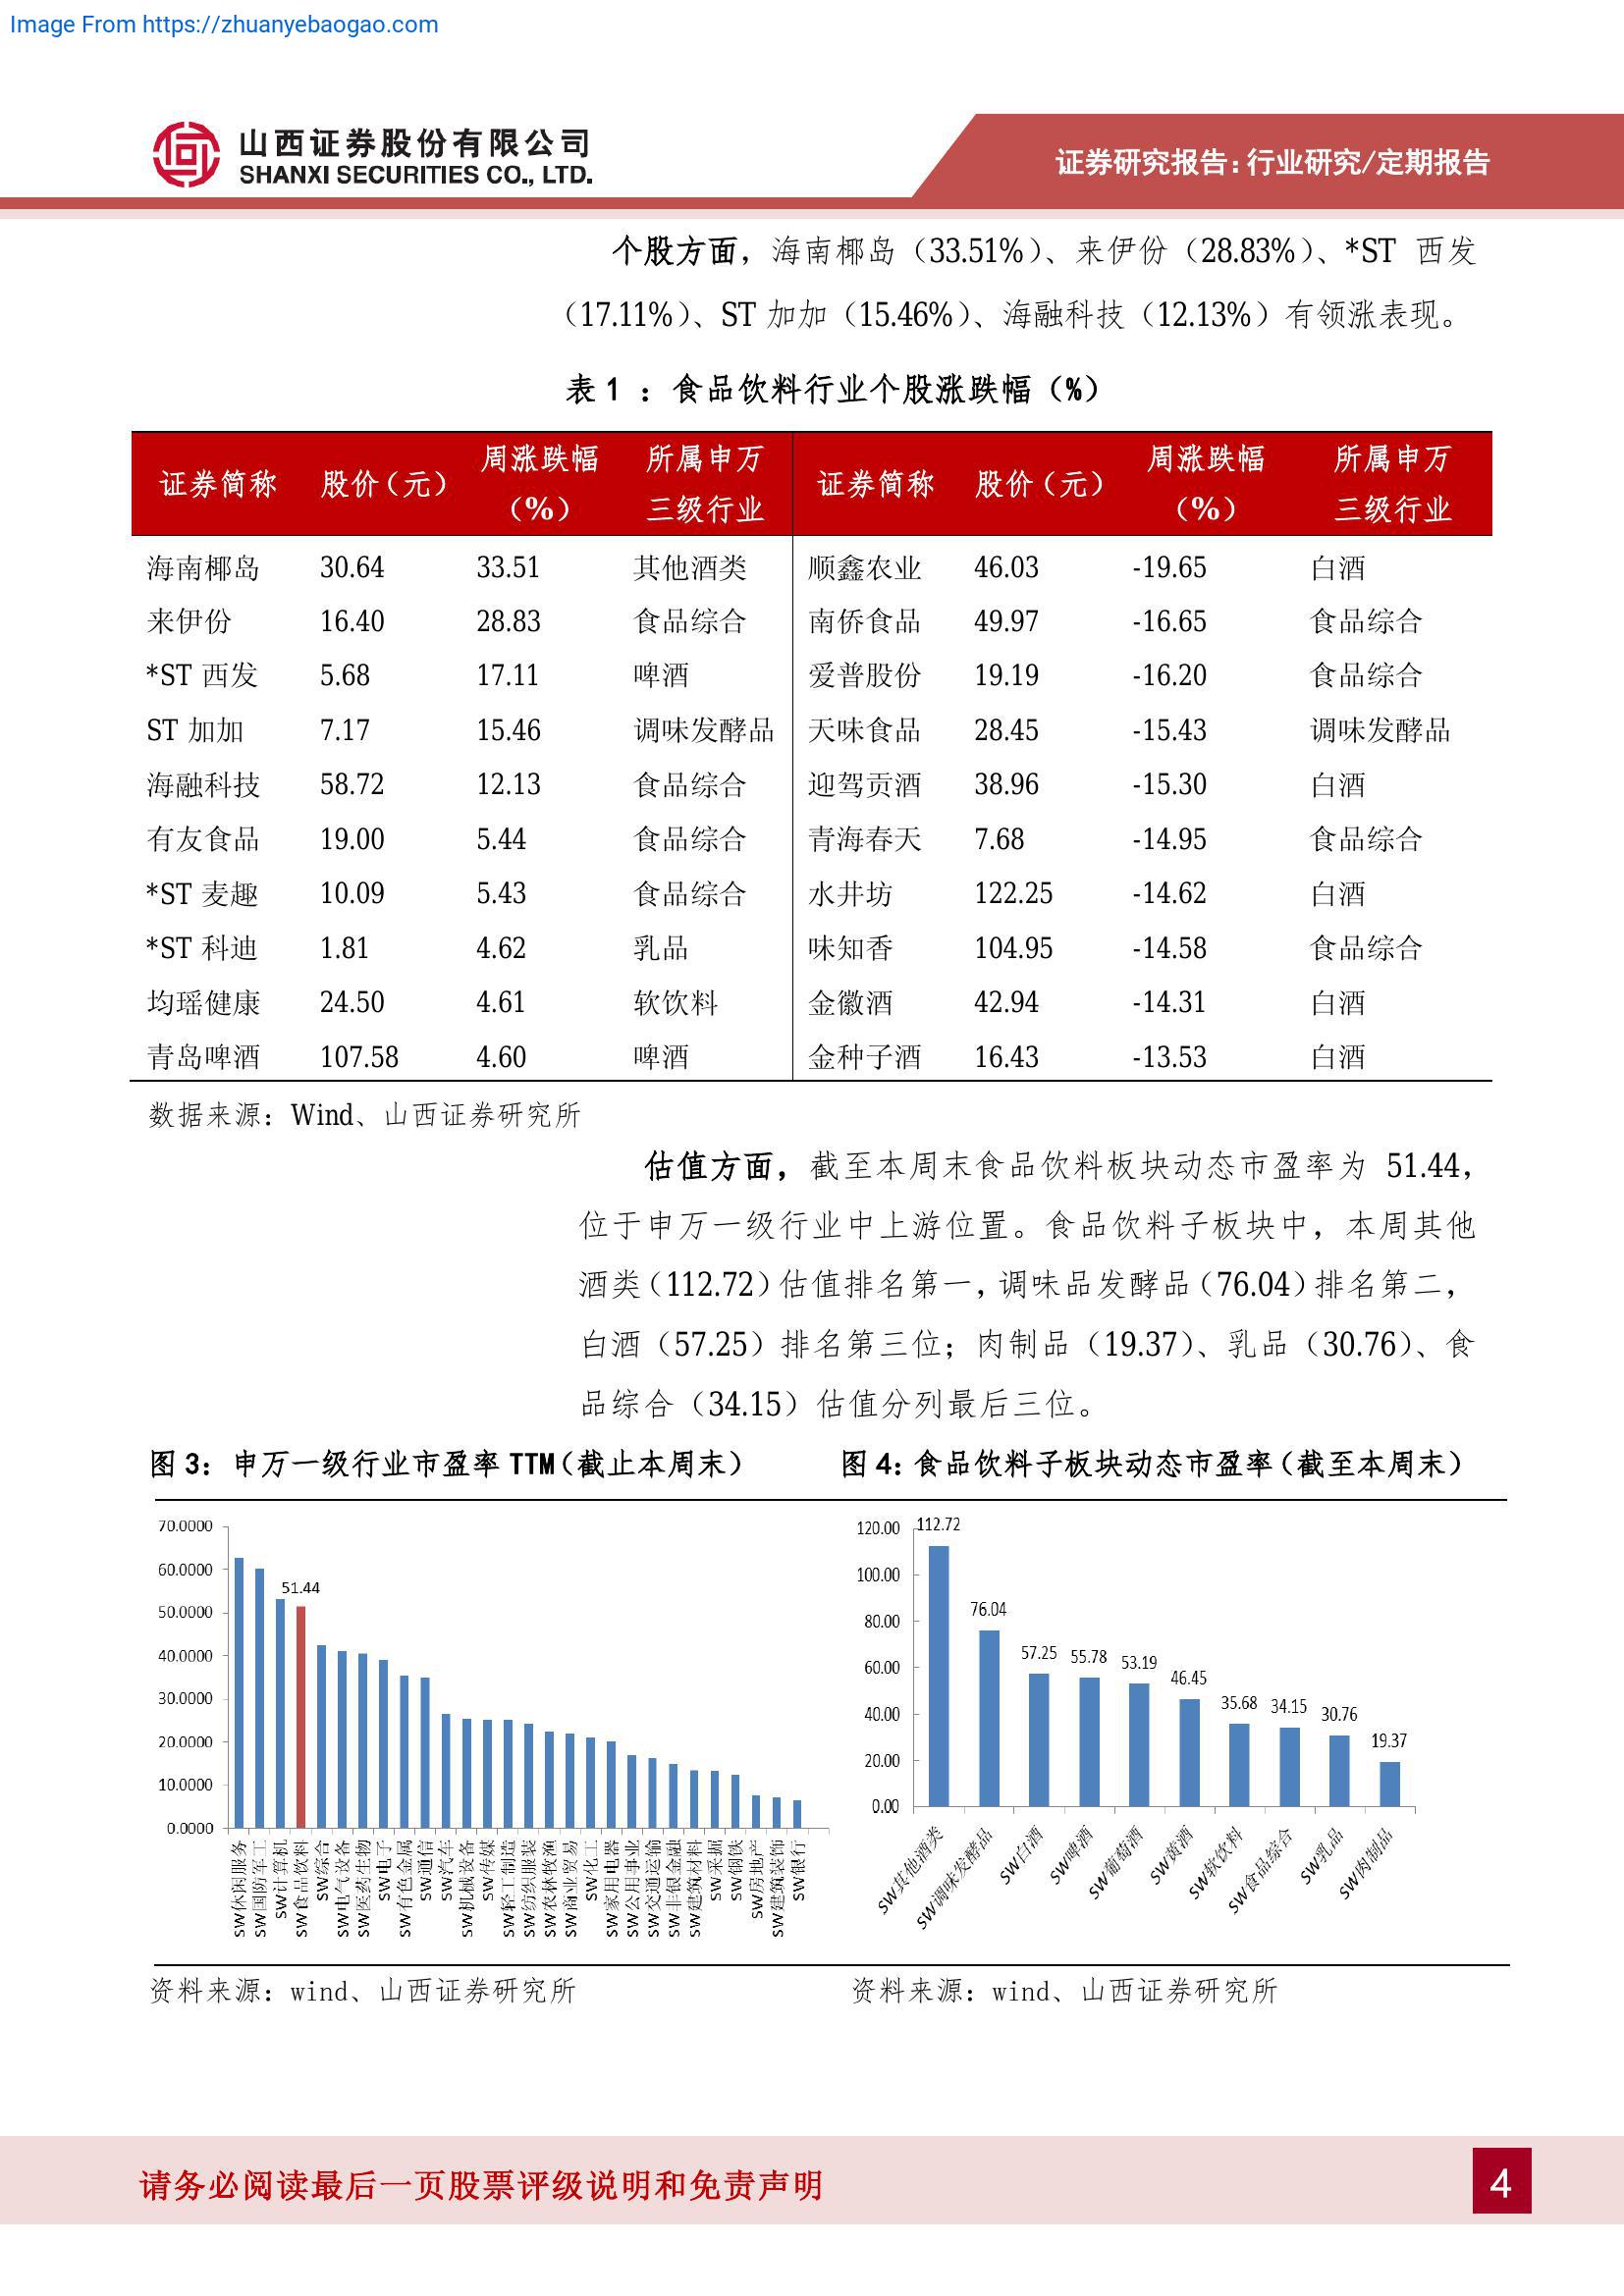 Image From https://zhuanyebaogao.com
山西证券股份有限公司
SHANXI SECURITIES CO., LTD.
证券研究报告:行业研究/定期报告
个股方面，海南椰岛（33.51%）、来伊份（28.83%）、*ST 西发
（17.11%）、ST 加加（15.46%）、海融科技（12.13%）有领涨表现。
表 1 ：食品饮料行业个股涨跌幅（%）
证券简称 股价（元） 周涨跌幅（%） 所属申万三级行业 证券简称 股价（元） 周涨跌幅（%） 所属申万三级行业
海南椰岛 30.64 33.51 其他酒类 顺鑫农业 46.03 -19.65 白酒
来伊份 16.40 28.83 食品综合 南侨食品 49.97 -16.65 食品综合
*ST 西发 5.68 17.11 啤酒 爱普股份 19.19 -16.20 食品综合
ST 加加 7.17 15.46 调味发酵品 天味食品 28.45 -15.43 调味发酵品
海融科技 58.72 12.13 食品综合 迎驾贡酒 38.96 -15.30 白酒
有友食品 19.00 5.44 食品综合 青海春天 7.68 -14.95 食品综合
*ST 麦趣 10.09 5.43 食品综合 水井坊 122.25 -14.62 白酒
*ST 科迪 1.81 4.62 乳品 味知香 104.95 -14.58 食品综合
均瑶健康 24.50 4.61 软饮料 金徽酒 42.94 -14.31 白酒
青岛啤酒 107.58 4.60 啤酒 金种子酒 16.43 -13.53 白酒
数据来源：Wind、山西证券研究所
估值方面，截至本周末食品饮料板块动态市盈率为 51.44，
位于申万一级行业中上游位置。食品饮料子板块中，本周其他
酒类（112.72）估值排名第一，调味品发酵品（76.04）排名第二，
白酒（57.25）排名第三位；肉制品（19.37）、乳品（30.76）、食
品综合（34.15）估值分列最后三位。
图 3：申万一级行业市盈率 TTM（截止本周末）
70.0000
60.0000
50.0000
40.0000
30.0000
20.0000
10.0000
0.0000
51.44
SW休闲服务
SW国防军工
SW计算机
SW食品饮料
SW综合
SW电气设备
SW医药生物
SW电子
SW有色金属
SW通信
SW汽车
SW机械设备
SW传媒
SW轻工制造
SW纺织服装
SW农林牧渔
SW商业贸易
SW化工
SW家用电器
SW公用事业
SW交通运输
SW非银金融
SW建筑材料
SW采掘
SW钢铁
SW房地产
SW建筑装饰
SW银行
图 4：食品饮料子板块动态市盈率（截至本周末）
120.00
100.00
80.00
60.00
40.00
20.00
0.00
112.72
76.04
57.25
55.78
53.19
46.45
35.68
34.15
30.76
19.37
SW其他酒类
SW调味发酵品
SW白酒
SW啤酒
SW葡萄酒
SW黄酒
SW软饮料
SW食品综合
SW乳品
SW肉制品
资料来源：wind、山西证券研究所
资料来源：wind、山西证券研究所
请务必阅读最后一页股票评级说明和免责声明
4